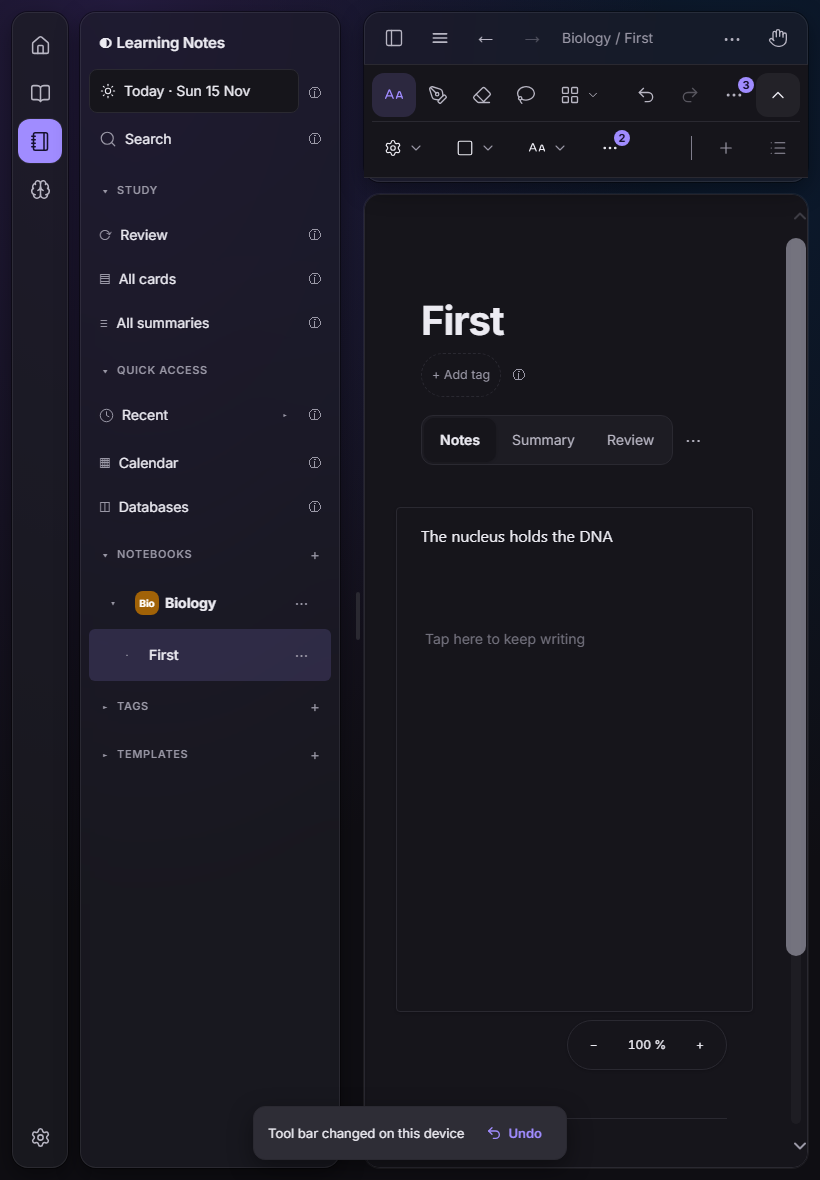 Learning Notes
Today · Sun 15 Nov
Search
STUDY
Review
All cards
All summaries
QUICK ACCESS
Recent
Calendar
Databases
NOTEBOOKS
Bio Biology
First
TAGS
TEMPLATES
Biology / First
AA
3
AA
2
First
+ Add tag
Notes Summary Review
The nucleus holds the DNA
Tap here to keep writing
− 100 % +
Tool bar changed on this device Undo